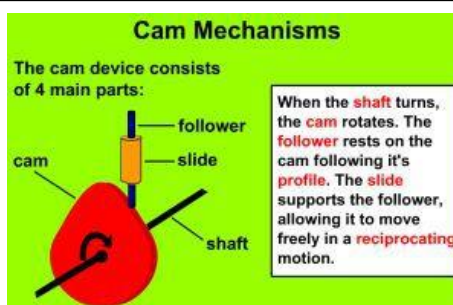 Cam Mechanisms
The cam device consists
of 4 main parts:
follower
slide
cam
shaft
When the shaft turns,
the cam rotates. The
follower rests on the
cam following it's
profile. The slide
supports the follower,
allowing it to move
freely in a reciprocating
motion.